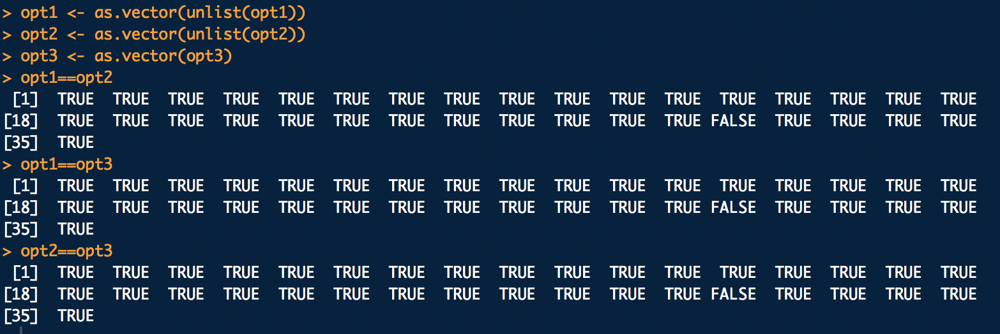 > opt1 <- as.vector(unlist(opt1))
> opt2 <- as.vector(unlist(opt2))
> opt3 <- as.vector(opt3)
> opt1==opt2
[1] TRUE TRUE TRUE TRUE TRUE TRUE TRUE TRUE TRUE TRUE TRUE TRUE TRUE TRUE TRUE TRUE TRUE
[18] TRUE TRUE TRUE TRUE TRUE TRUE TRUE TRUE TRUE TRUE TRUE TRUE FALSE TRUE TRUE TRUE TRUE
[35] TRUE
> opt1==opt3
[1] TRUE TRUE TRUE TRUE TRUE TRUE TRUE TRUE TRUE TRUE TRUE TRUE TRUE TRUE TRUE TRUE TRUE
[18] TRUE TRUE TRUE TRUE TRUE TRUE TRUE TRUE TRUE TRUE TRUE TRUE FALSE TRUE TRUE TRUE TRUE
[35] TRUE
> opt2==opt3
[1] TRUE TRUE TRUE TRUE TRUE TRUE TRUE TRUE TRUE TRUE TRUE TRUE TRUE TRUE TRUE TRUE TRUE
[18] TRUE TRUE TRUE TRUE TRUE TRUE TRUE TRUE TRUE TRUE TRUE TRUE FALSE TRUE TRUE TRUE TRUE
[35] TRUE